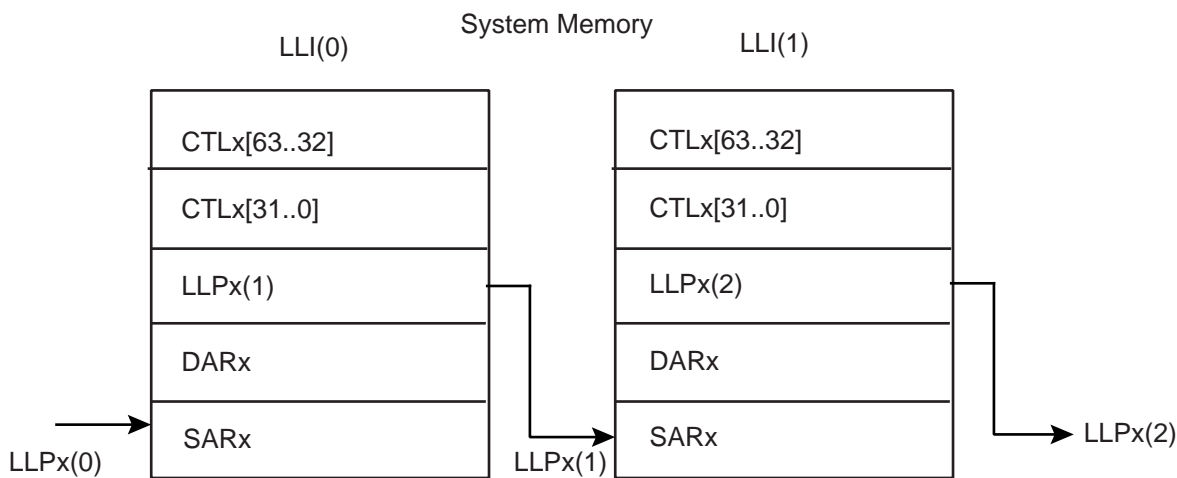 System Memory
LLI(0)
LLI(1)
CTLx[63..32]
CTLx[31..0]
LLPx(1)
DARx
SARx
LLPx(0)
LLPx(1)
CTLx[63..32]
CTLx[31..0]
LLPx(2)
DARx
SARx
LLPx(2)